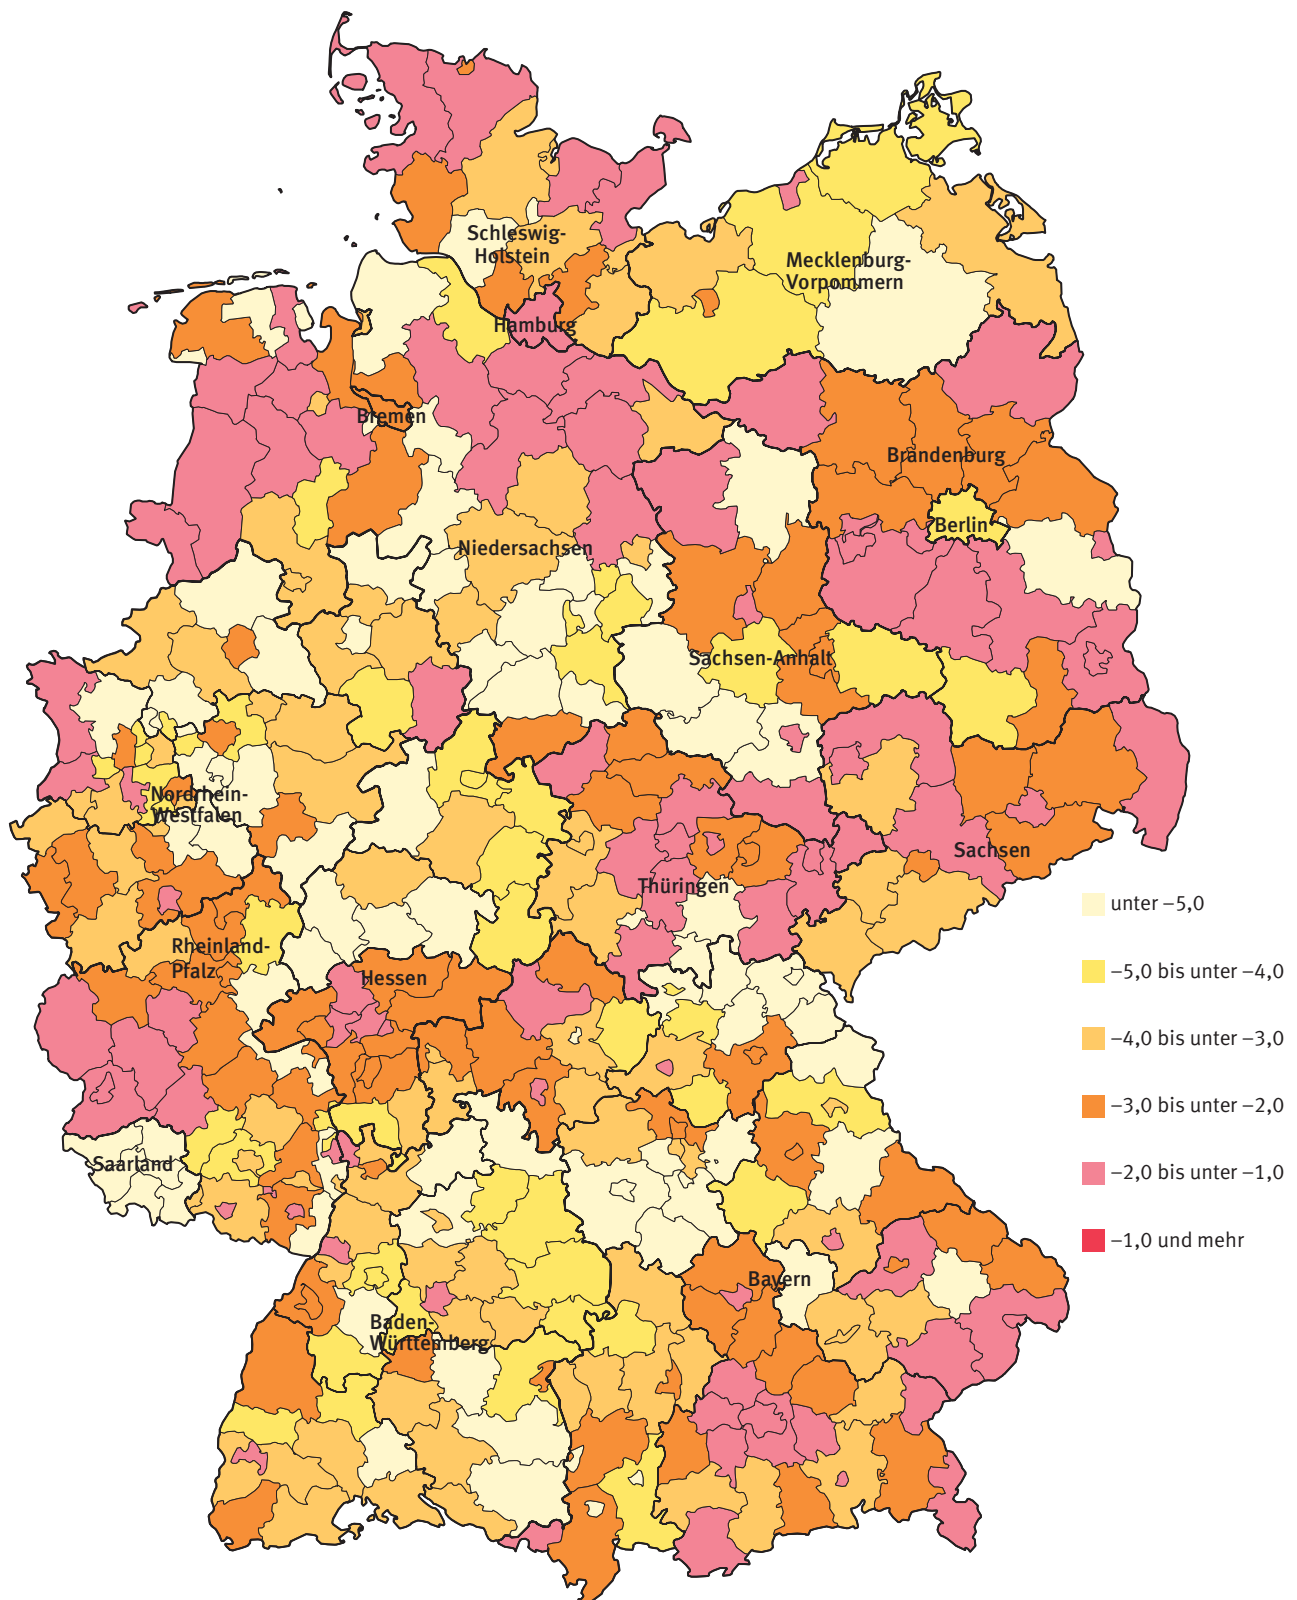 Schleswig-
Holstein
Mecklenburg-
Vorpommern
Hamburg
Bremen
Brandenburg
Berlin
Niedersachsen
Sachsen-Anhalt
Nordrhein-
Westfalen
Sachsen
Thüringen
Rheinland-
Pfalz
Hessen
Saarland
Bayern
Baden-
Württemberg
unter –5,0
–5,0 bis unter –4,0
–4,0 bis unter –3,0
–3,0 bis unter –2,0
–2,0 bis unter –1,0
–1,0 und mehr